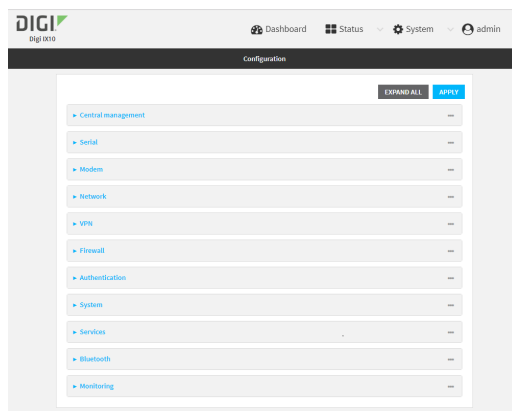 DIGI
Digi IX10
Dashboard Status System admin
Configuration
EXPAND ALL APPLY
Central management
Serial
Modem
Network
VPN
Firewall
Authentication
System
Services
Bluetooth
Monitoring